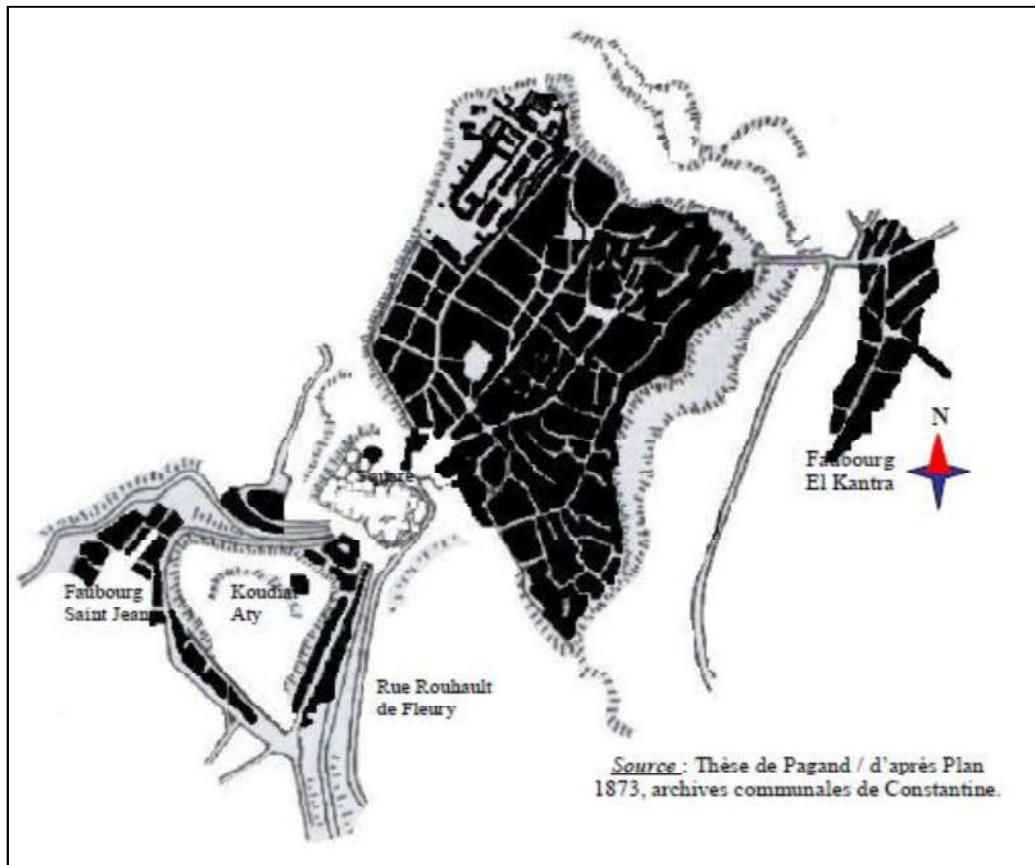 N
Faubourg
El Kantra
Square
Faubourg
Saint Jean
Koudiat
Aty
Rue Rouhault
de Fleury
Source : Thèse de Pagand / d'après Plan
1873, archives communales de Constantine.